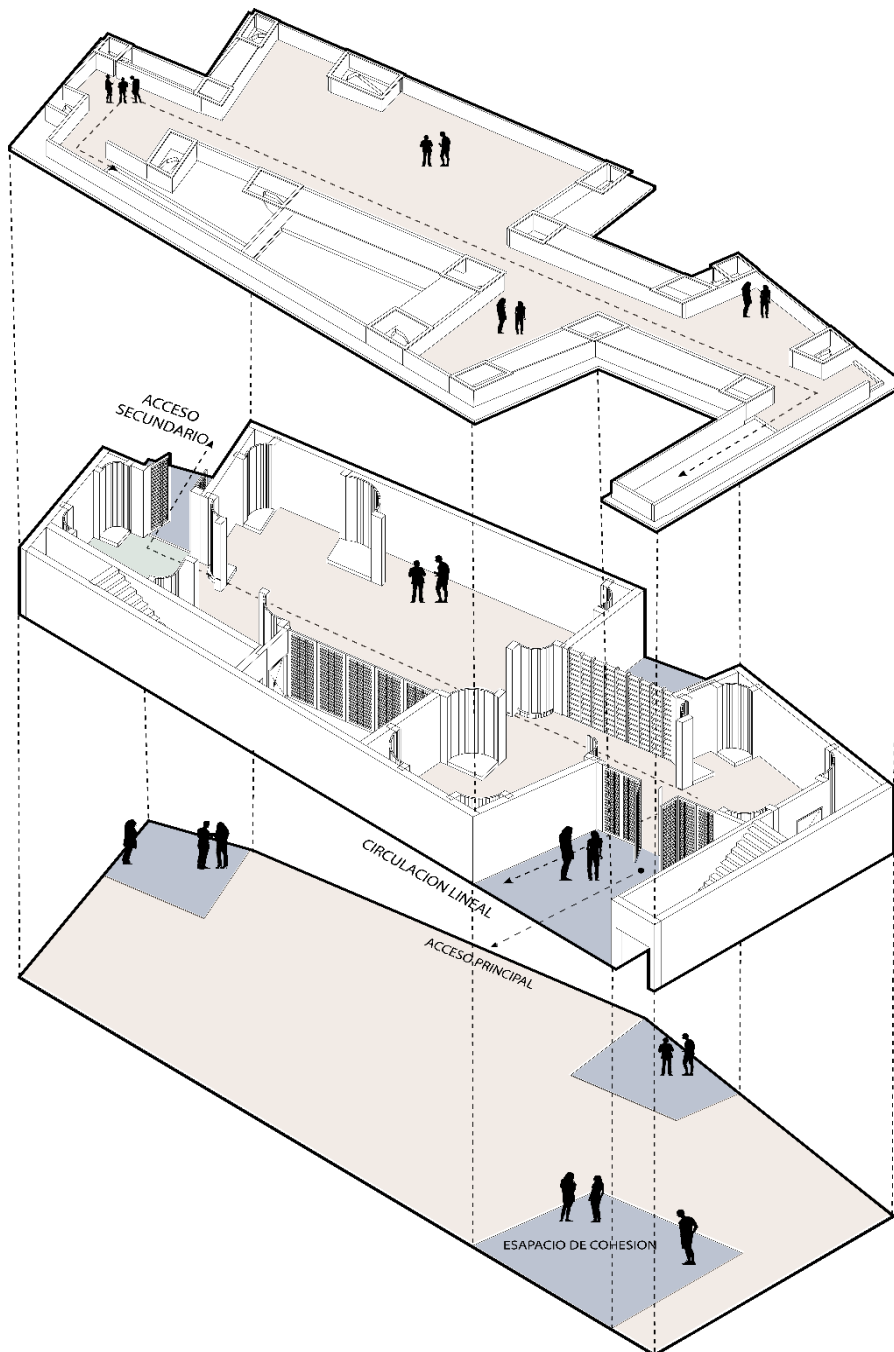 ACCESO
SECUNDARIO
CIRCULACION LINEAL
ACCESO PRINCIPAL
ESAPACIO DE COHESION